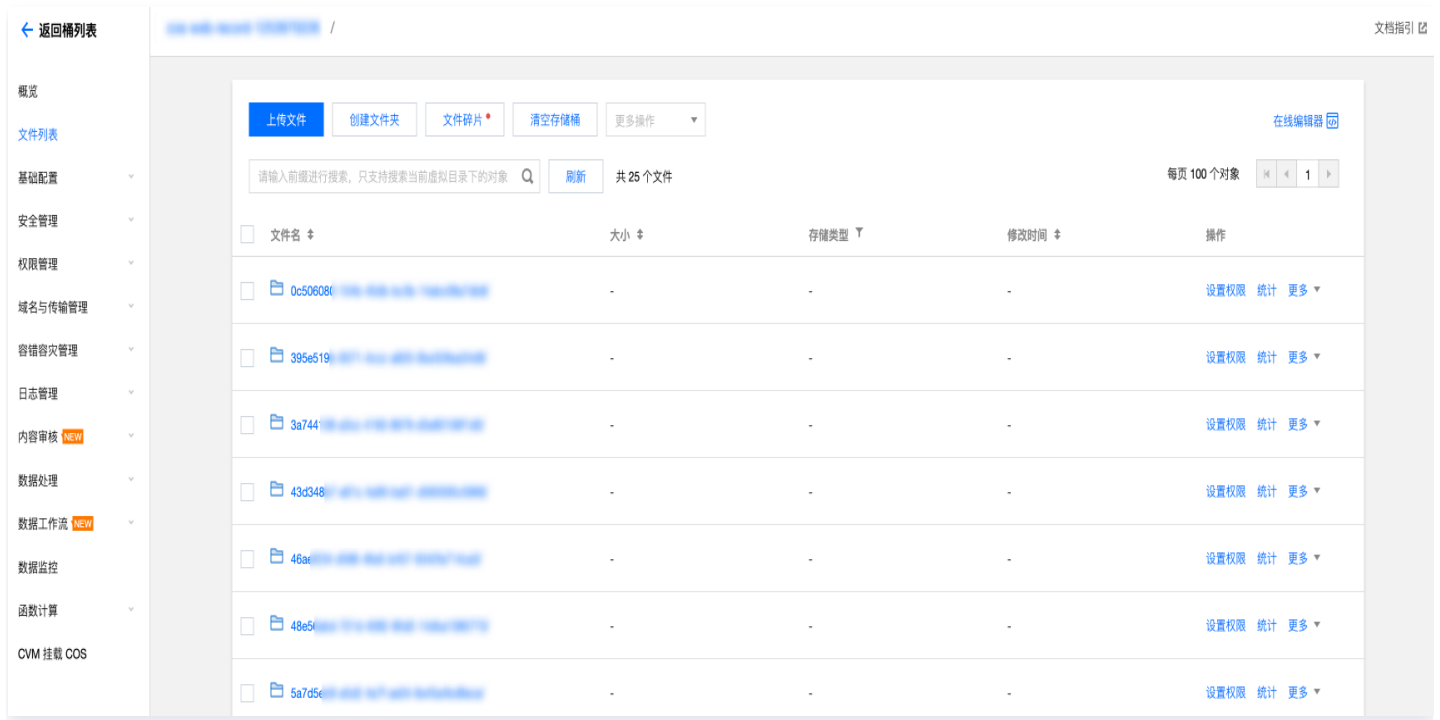 返回桶列表
/
文档指引
概览
文件列表
基础配置
安全管理
权限管理
域名与传输管理
容错容灾管理
日志管理
内容审核 NEW
数据处理
数据工作流 NEW
数据监控
函数计算
CVM 挂载 COS
上传文件 创建文件夹 文件碎片 清空存储桶 更多操作
在线编辑器
请输入前缀进行搜索，只支持搜索当前虚拟目录下的对象 刷新 共 25 个文件
每页 100 个对象 1
文件名 大小 存储类型 修改时间 操作
0c506080 - - - 设置权限 统计 更多
395e519 - - - 设置权限 统计 更多
3a744 - - - 设置权限 统计 更多
43d348 - - - 设置权限 统计 更多
46ae - - - 设置权限 统计 更多
48e5 - - - 设置权限 统计 更多
5a7d5 - - - 设置权限 统计 更多